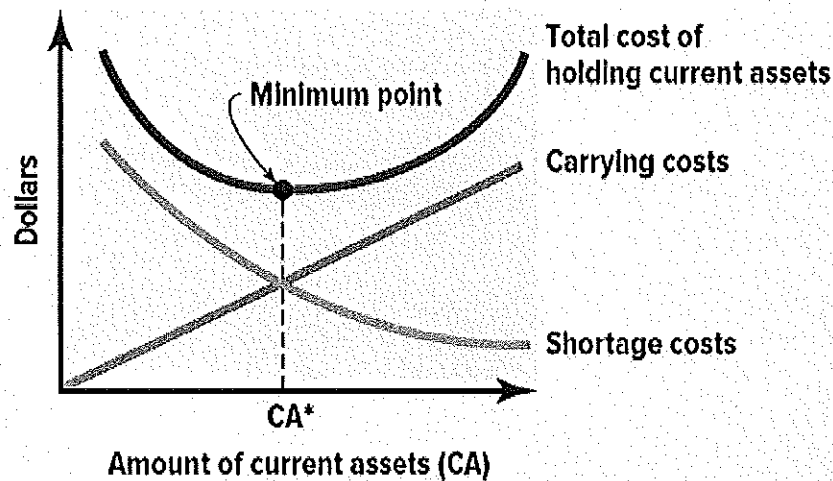 Total cost of
holding current assets
Minimum point
Carrying costs
Dollars
Shortage costs
CA*
Amount of current assets (CA)